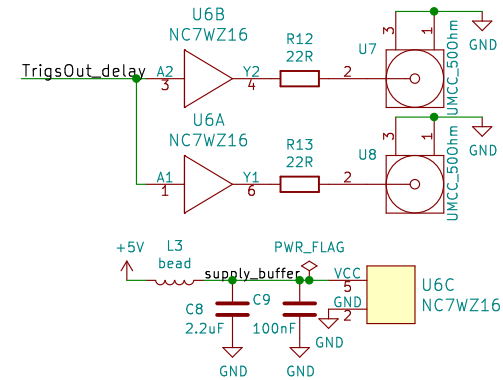 U6B
NC7WZ16
R12
22R
U7
3
1
GND
UMCC_50Ohm
TrigsOut_delay
A2
3
Y2
4
2
U6A
NC7WZ16
R13
22R
U8
3
1
GND
UMCC_50Ohm
A1
1
Y1
6
2
+5V
L3
bead
supply_buffer
PWR_FLAG
VCC
5
GND
2
U6C
NC7WZ16
C8
2.2uF
C9
100nF
GND
GND
GND